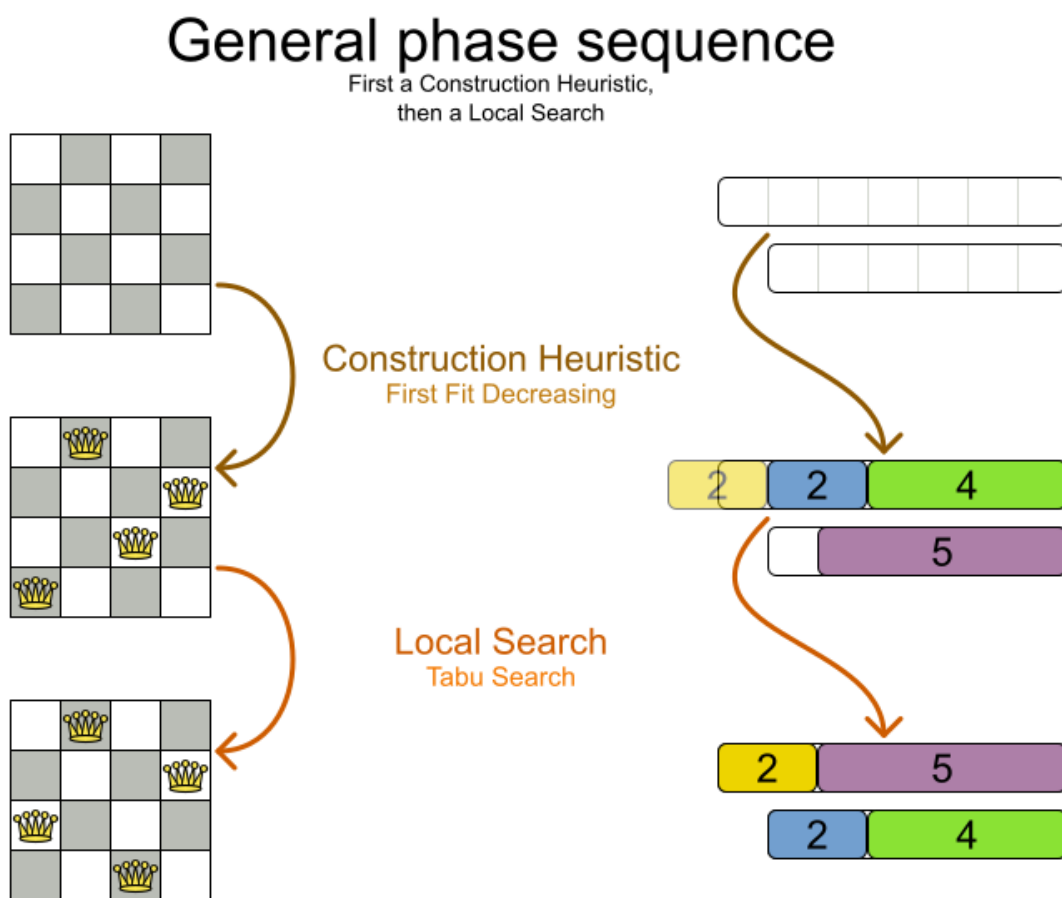 General phase sequence
First a Construction Heuristic,
then a Local Search
Construction Heuristic
First Fit Decreasing
2 2 4
5
Local Search
Tabu Search
2 5
2 4